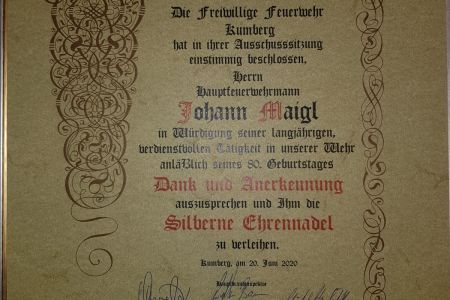 Die Freiwillige Feuerwehr
Kumberg
hat in ihrer Ausschusssitzung
einstimmig beschlossen,
Herrn
Hauptfeuerwehrmann
Johann Maigl
in Würdigung seiner langjährigen,
verdienstvollen Tätigkeit in unserer Wehr
anläßlich seines 80. Geburtstages
Dank und Anerkennung
auszusprechen und Ihm die
Silberne Ehrennadel
zu verleihen.
Kumberg, am 20. Juni 2020